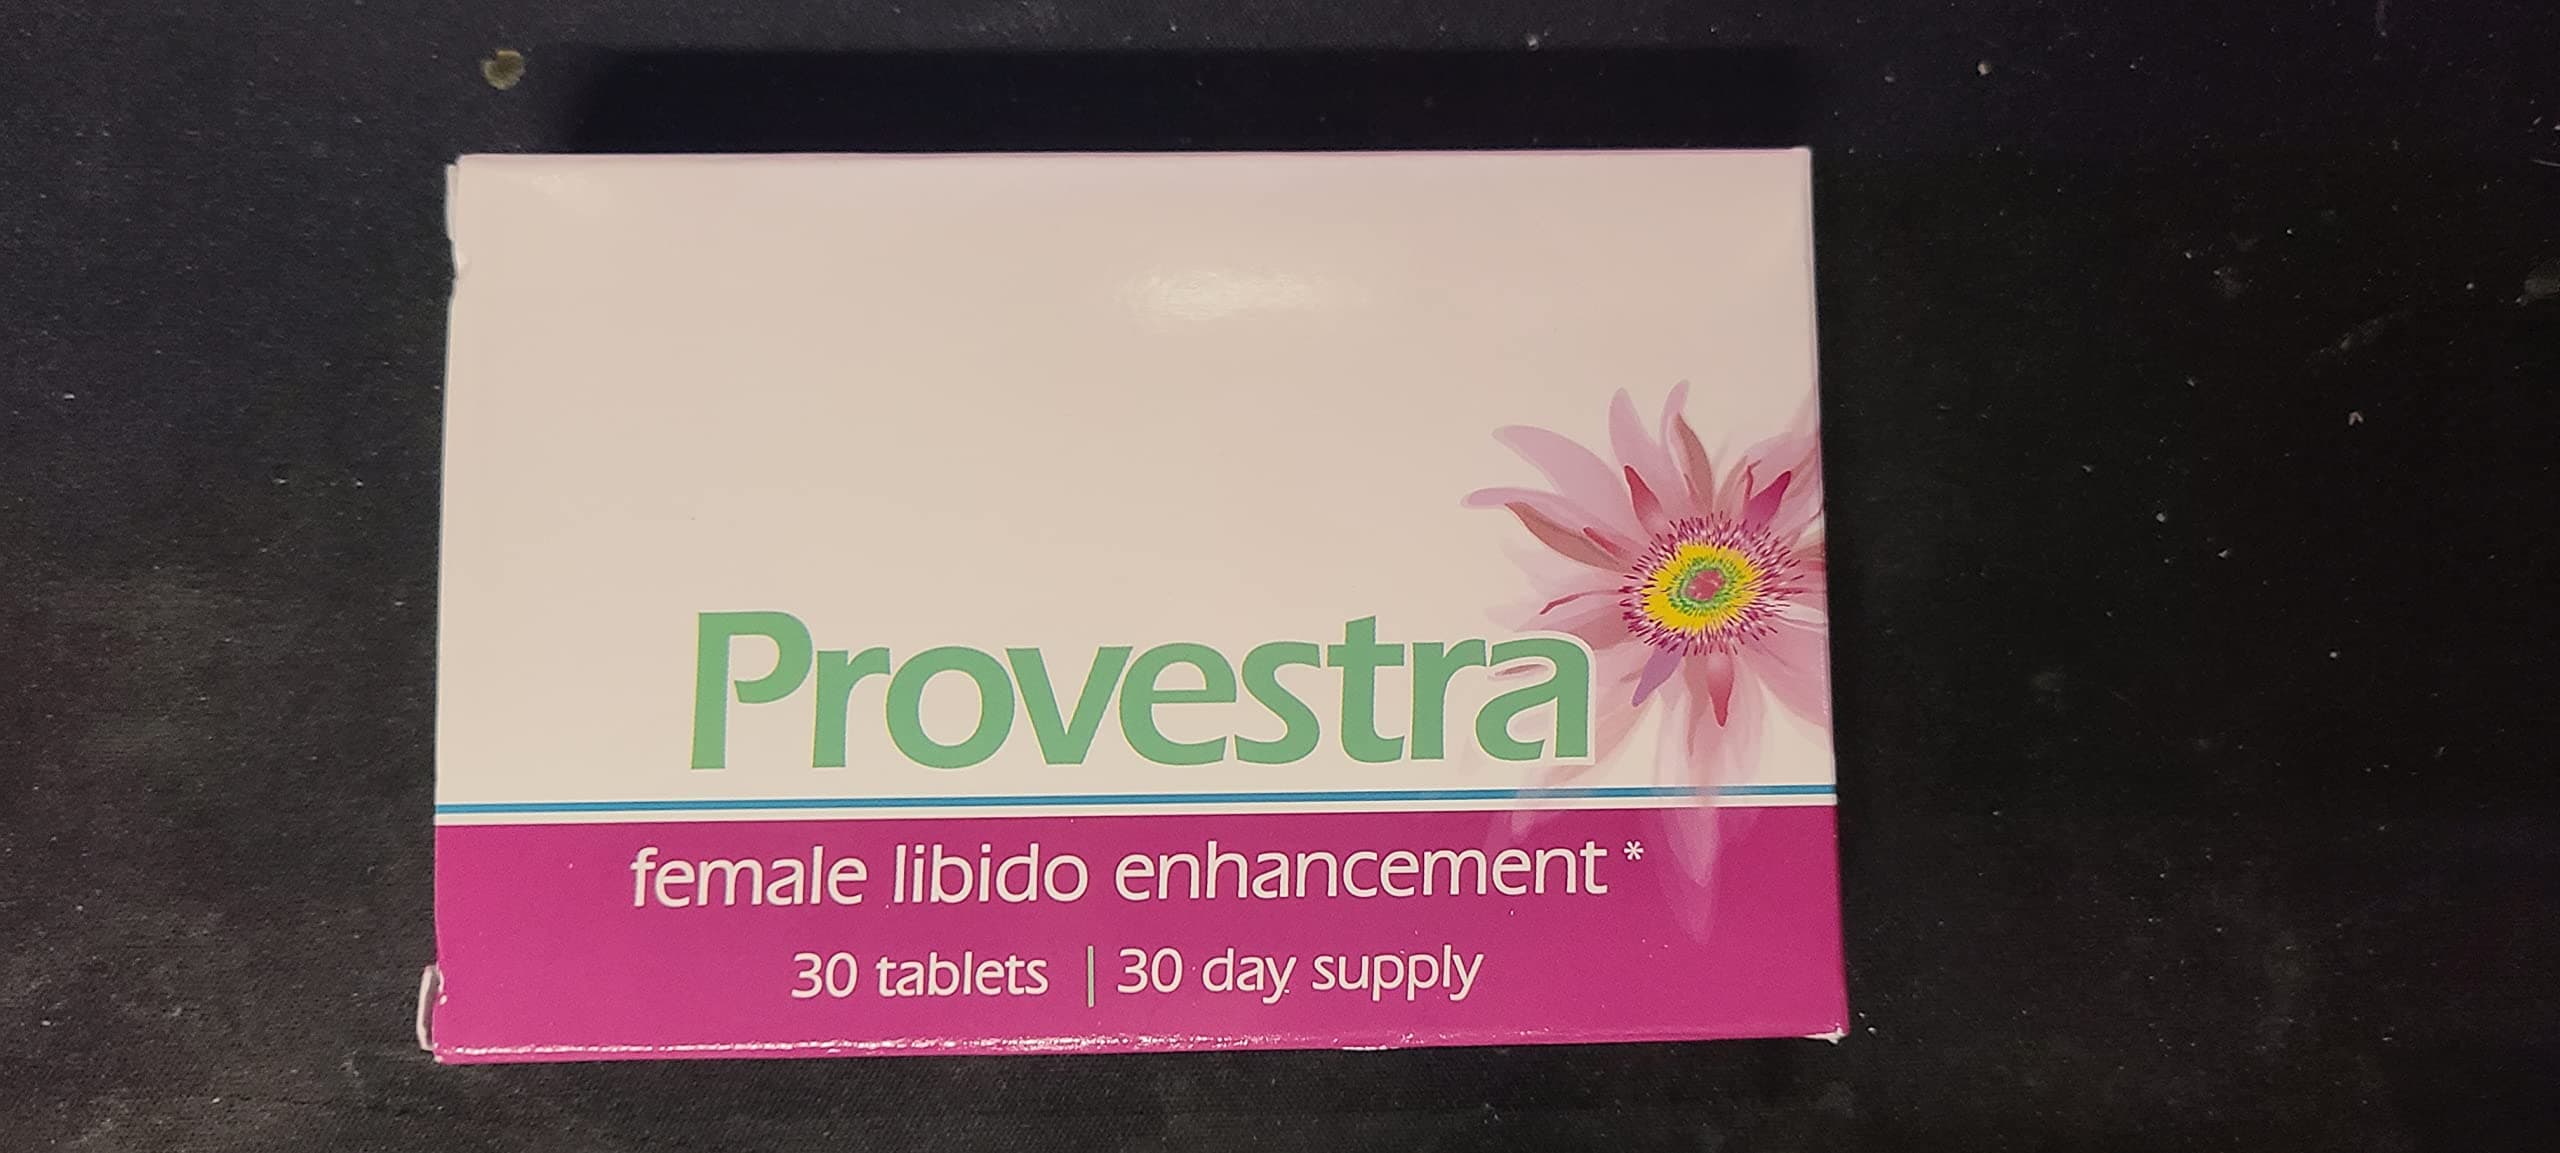 Provestra
female libido enhancement*
30 tablets | 30 day supply